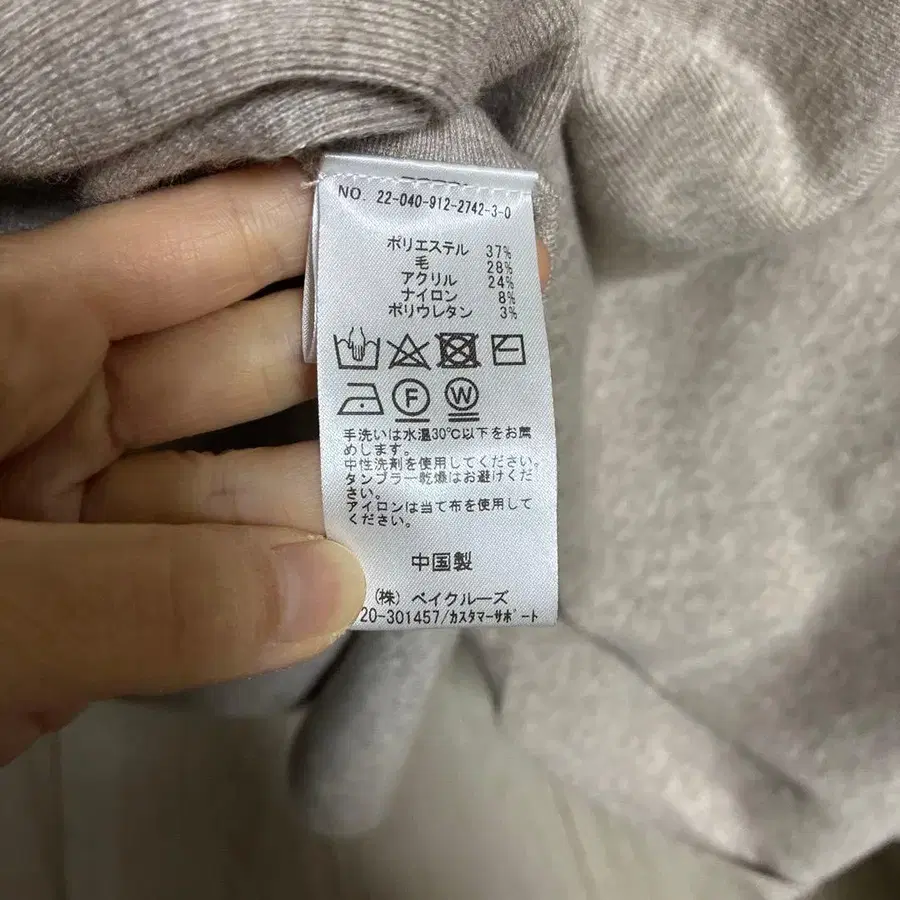 NO. 22-040-912-2742-3-0
ポリエステル 37%
毛 28%
アクリル 24%
ナイロン 8%
ポリウレタン 3%
F W
手洗いは水温30℃以下をお薦
めします。
中性洗剤を使用してください。
タンブラー乾燥はお避けくだ
さい。
アイロンは当て布を使用して
ください。
中国製
(株) ベイクルーズ
20-301457/カスタマーサポート